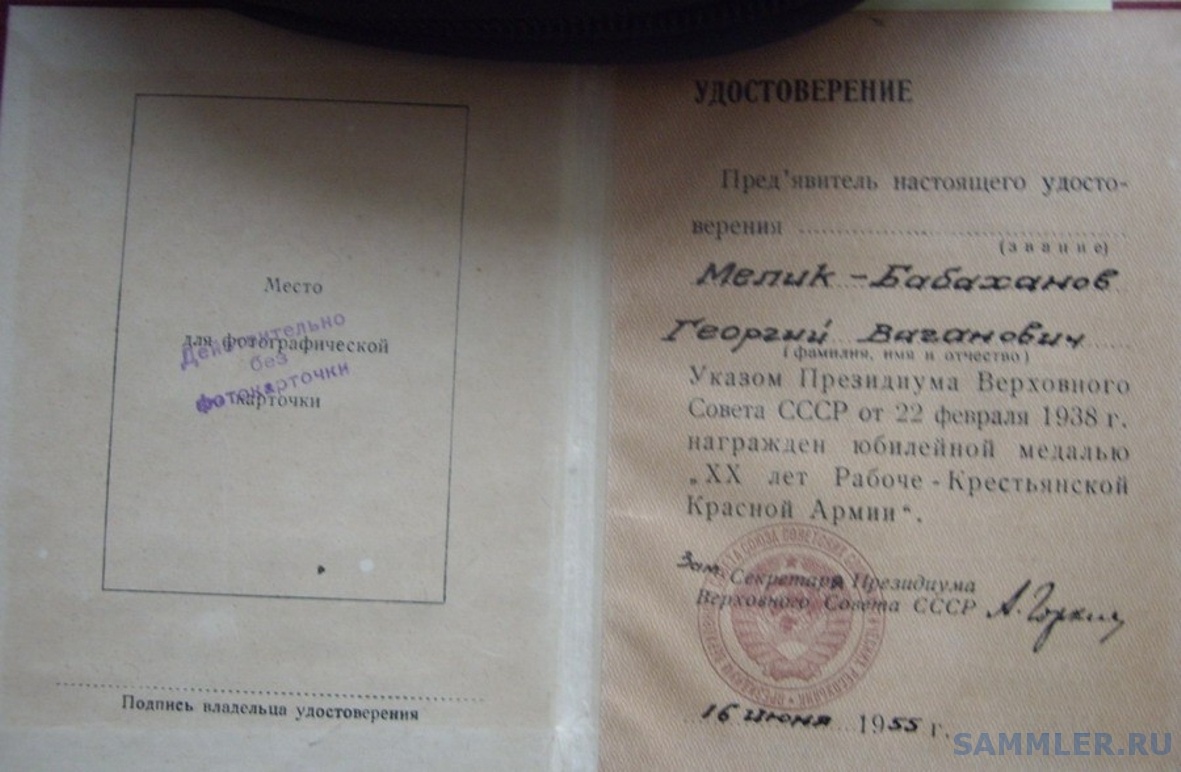 Место
для фотографической
карточки
Действительно
без
фотокарточки
Подпись владельца удостоверения
УДОСТОВЕРЕНИЕ
Пред'явитель настоящего удосто-
верения
(звание)
Мелик-Бабаханов
Георгий Ваганович
(фамилия, имя и отчество)
Указом Президиума Верховного
Совета СССР от 22 февраля 1938 г.
награжден юбилейной медалью
„XX лет Рабоче-Крестьянской
Красной Армии".
Зам. Секретаря Президиума
Верховного Совета СССР А. Горкин
16 июня 1955 г.
SAMMLER.RU